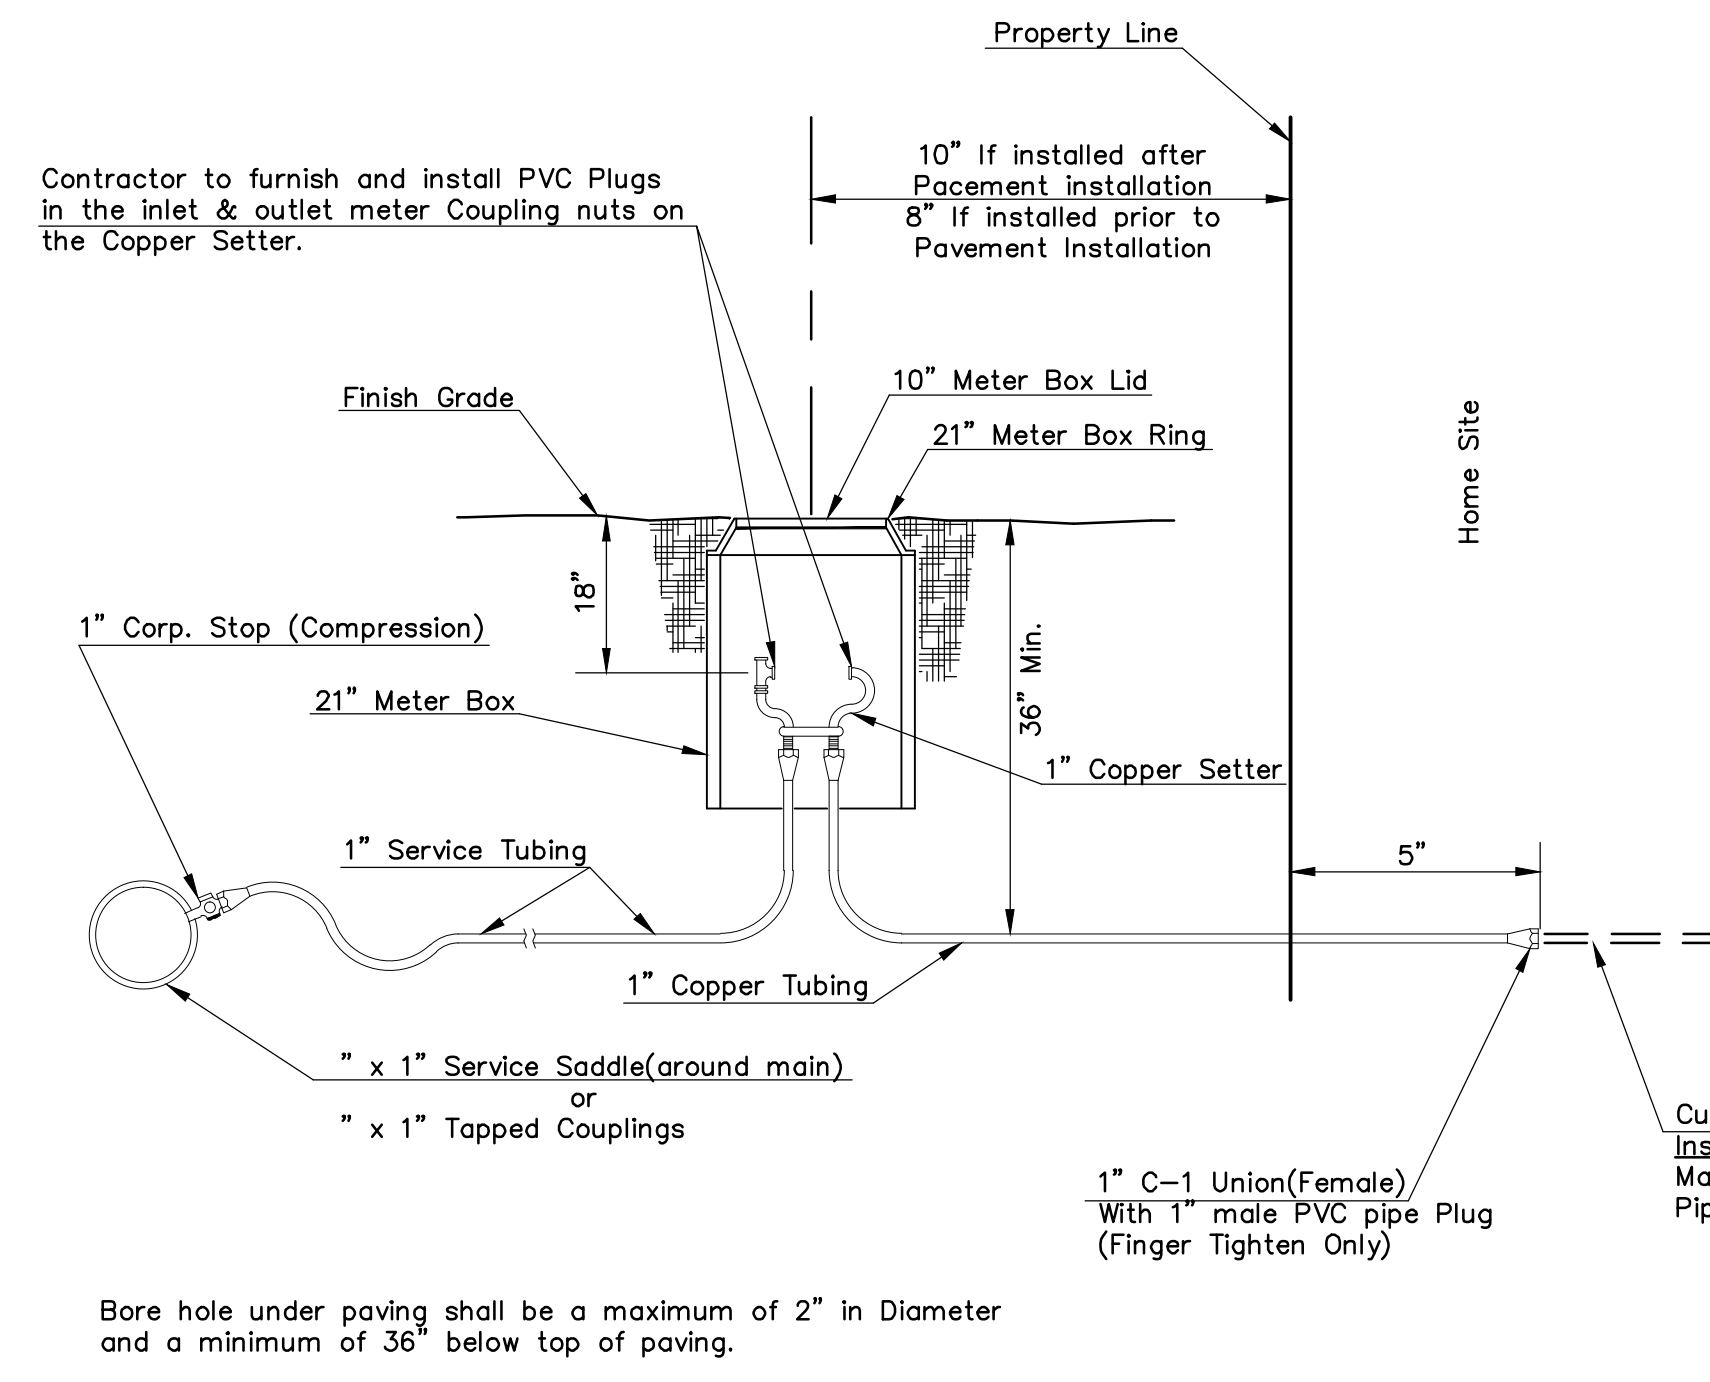 Property Line
10” If installed after
Pacement installation
8” If installed prior to
Pavement Installation
Contractor to furnish and install PVC Plugs
in the inlet & outlet meter Coupling nuts on
the Copper Setter.
Finish Grade
10” Meter Box Lid
21” Meter Box Ring
Home Site
18”
36” Min.
1” Corp. Stop (Compression)
21” Meter Box
1” Copper Setter
1” Service Tubing
5”
1” Copper Tubing
” x 1” Service Saddle(around main)
or
” x 1” Tapped Couplings
Cu
Ins
Ma
Pip
1” C-1 Union(Female)
With 1” male PVC pipe Plug
(Finger Tighten Only)
Bore hole under paving shall be a maximum of 2” in Diameter
and a minimum of 36” below top of paving.